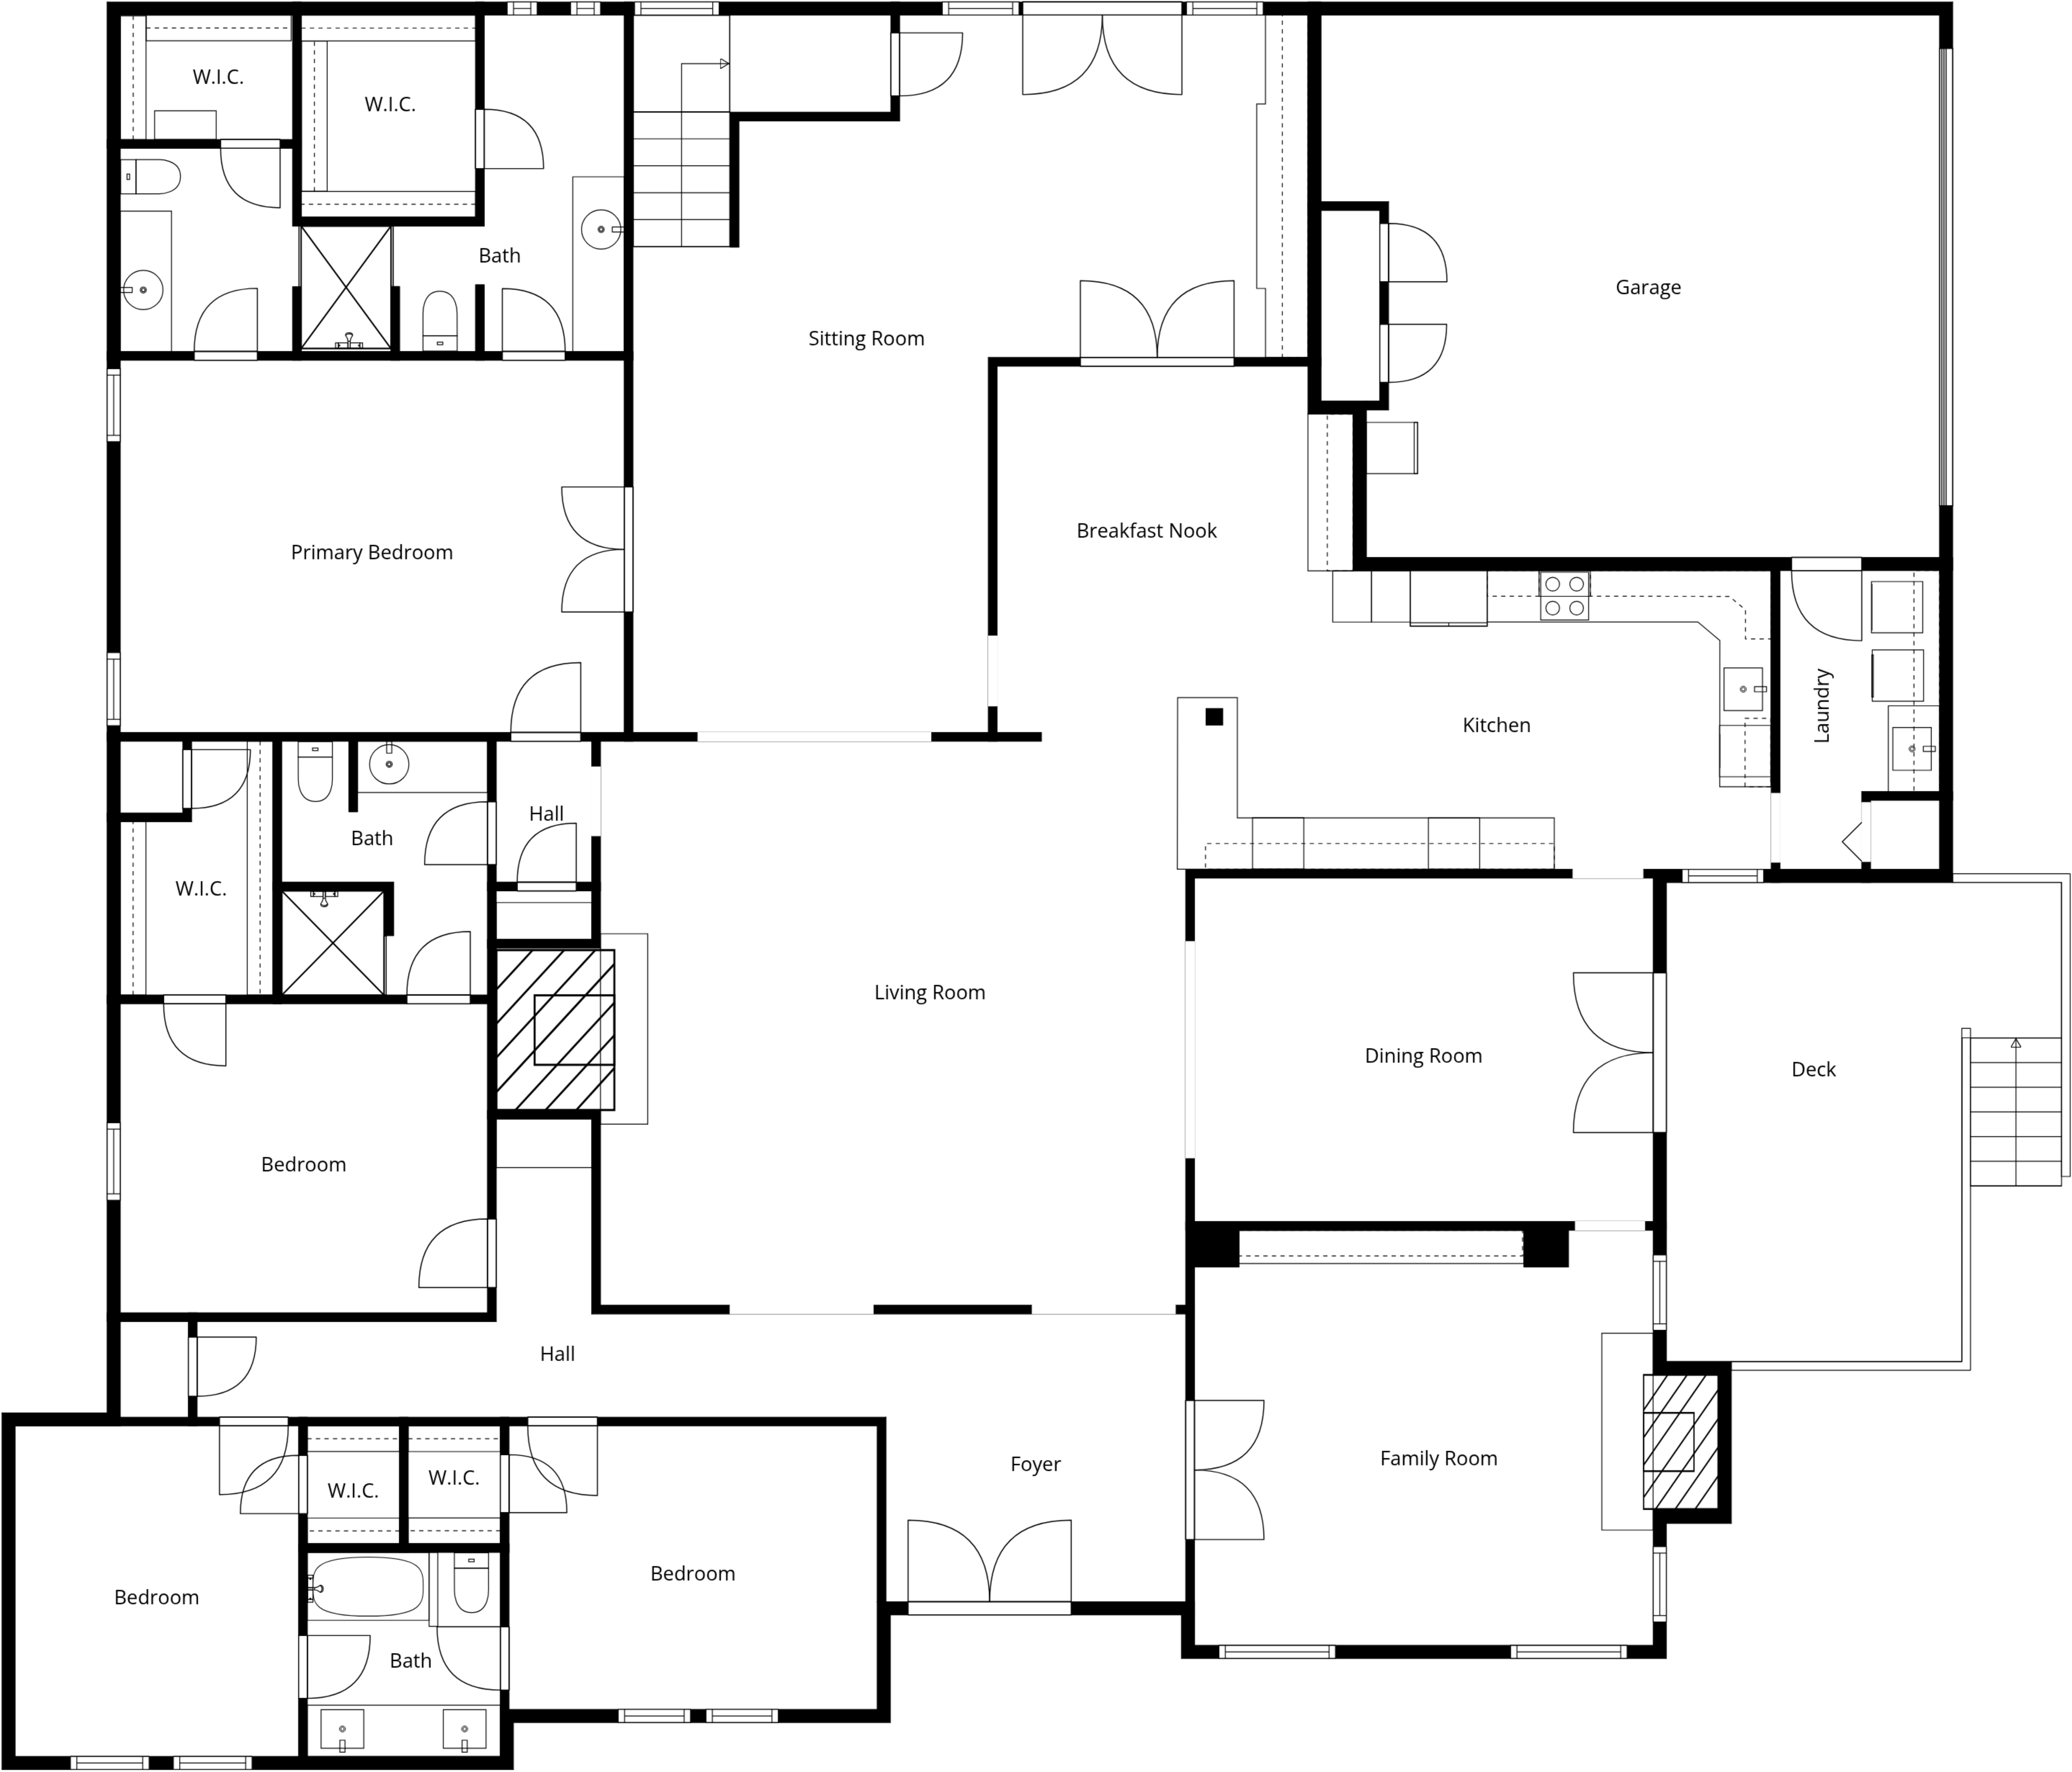 W.I.C.
W.I.C.
Bath
Garage
Sitting Room
Breakfast Nook
Primary Bedroom
Kitchen
Laundry
Hall
Bath
W.I.C.
Living Room
Dining Room
Deck
Bedroom
Hall
Family Room
Foyer
W.I.C.
W.I.C.
Bedroom
Bedroom
Bath